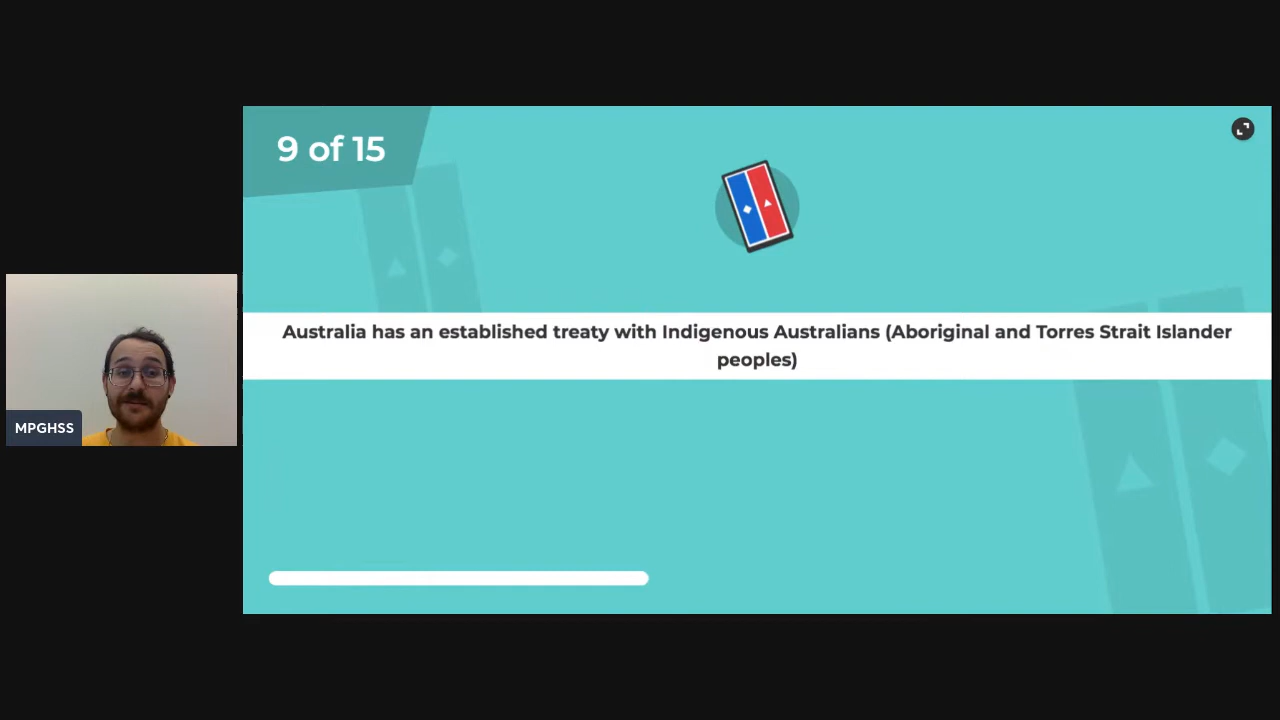 9 of 15
Australia has an established treaty with Indigenous Australians (Aboriginal and Torres Strait Islander
peoples)
MPGHSS